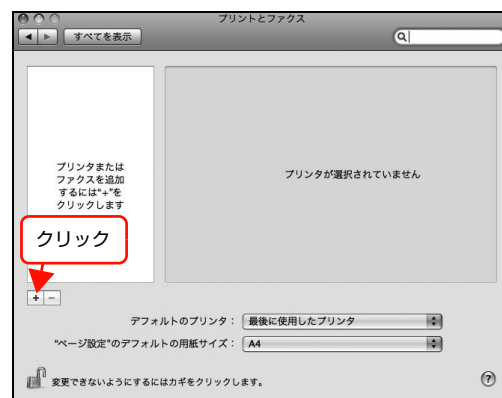 プリントとファクス
すべてを表示
プリンタまたは
ファクスを追加
するには“+”を
クリックします
プリンタが選択されていません
クリック
+ −
デフォルトのプリンタ： 最後に使用したプリンタ
“ページ設定”のデフォルトの用紙サイズ： A4
変更できないようにするにはカギをクリックします。
?